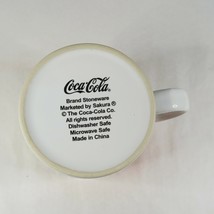 Coca-Cola
Brand Stoneware
Marketed by Sakura ®
© The Coca-Cola Co.
All rights reserved.
Dishwasher Safe
Microwave Safe
Made in China